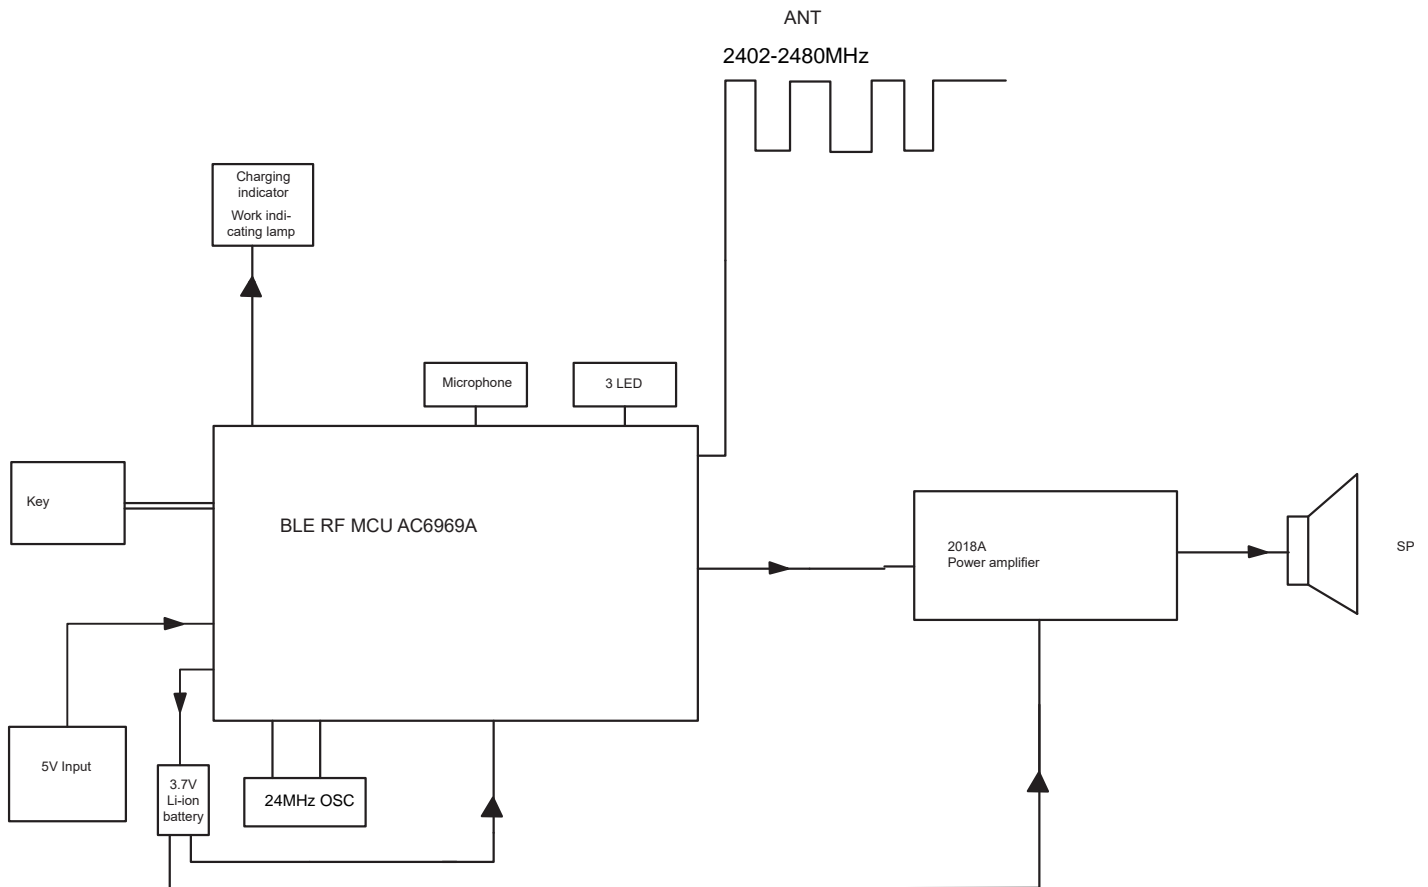 ANT
2402-2480MHz
Charging
indicator
Work indi-
cating lamp
Microphone
3 LED
Key
BLE RF MCU AC6969A
2018A
Power amplifier
SP
5V Input
3.7V
Li-ion
battery
24MHz OSC